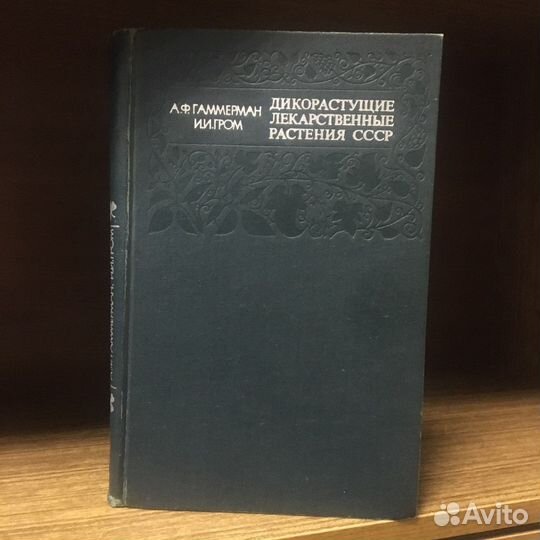 А.Ф. ГАММЕРМАН
И.И. ГРОМ
ДИКОРАСТУЩИЕ
ЛЕКАРСТВЕННЫЕ
РАСТЕНИЯ СССР
Avito